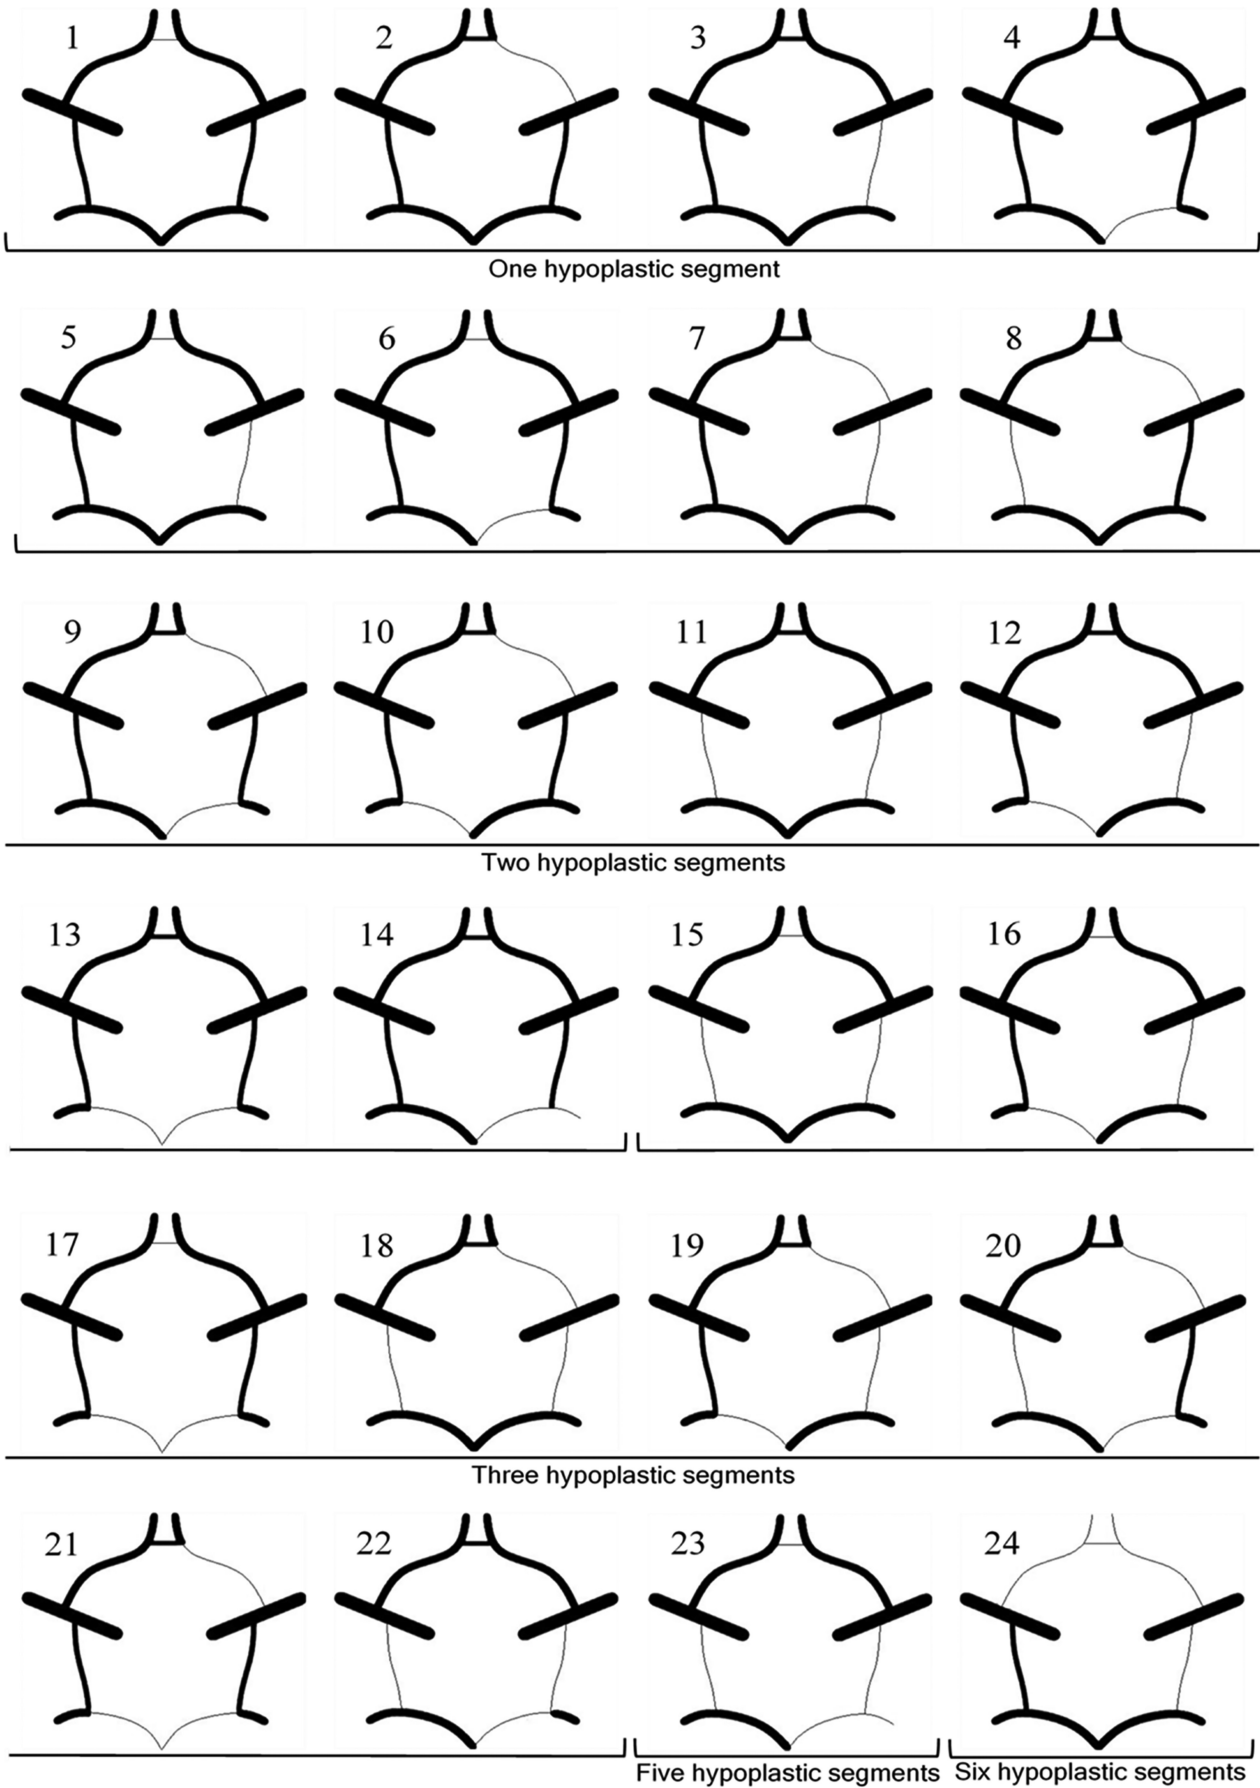 1 2 3 4
One hypoplastic segment
5 6 7 8
9 10 11 12
Two hypoplastic segments
13 14 15 16
17 18 19 20
Three hypoplastic segments
21 22 23 24
Five hypoplastic segments Six hypoplastic segments